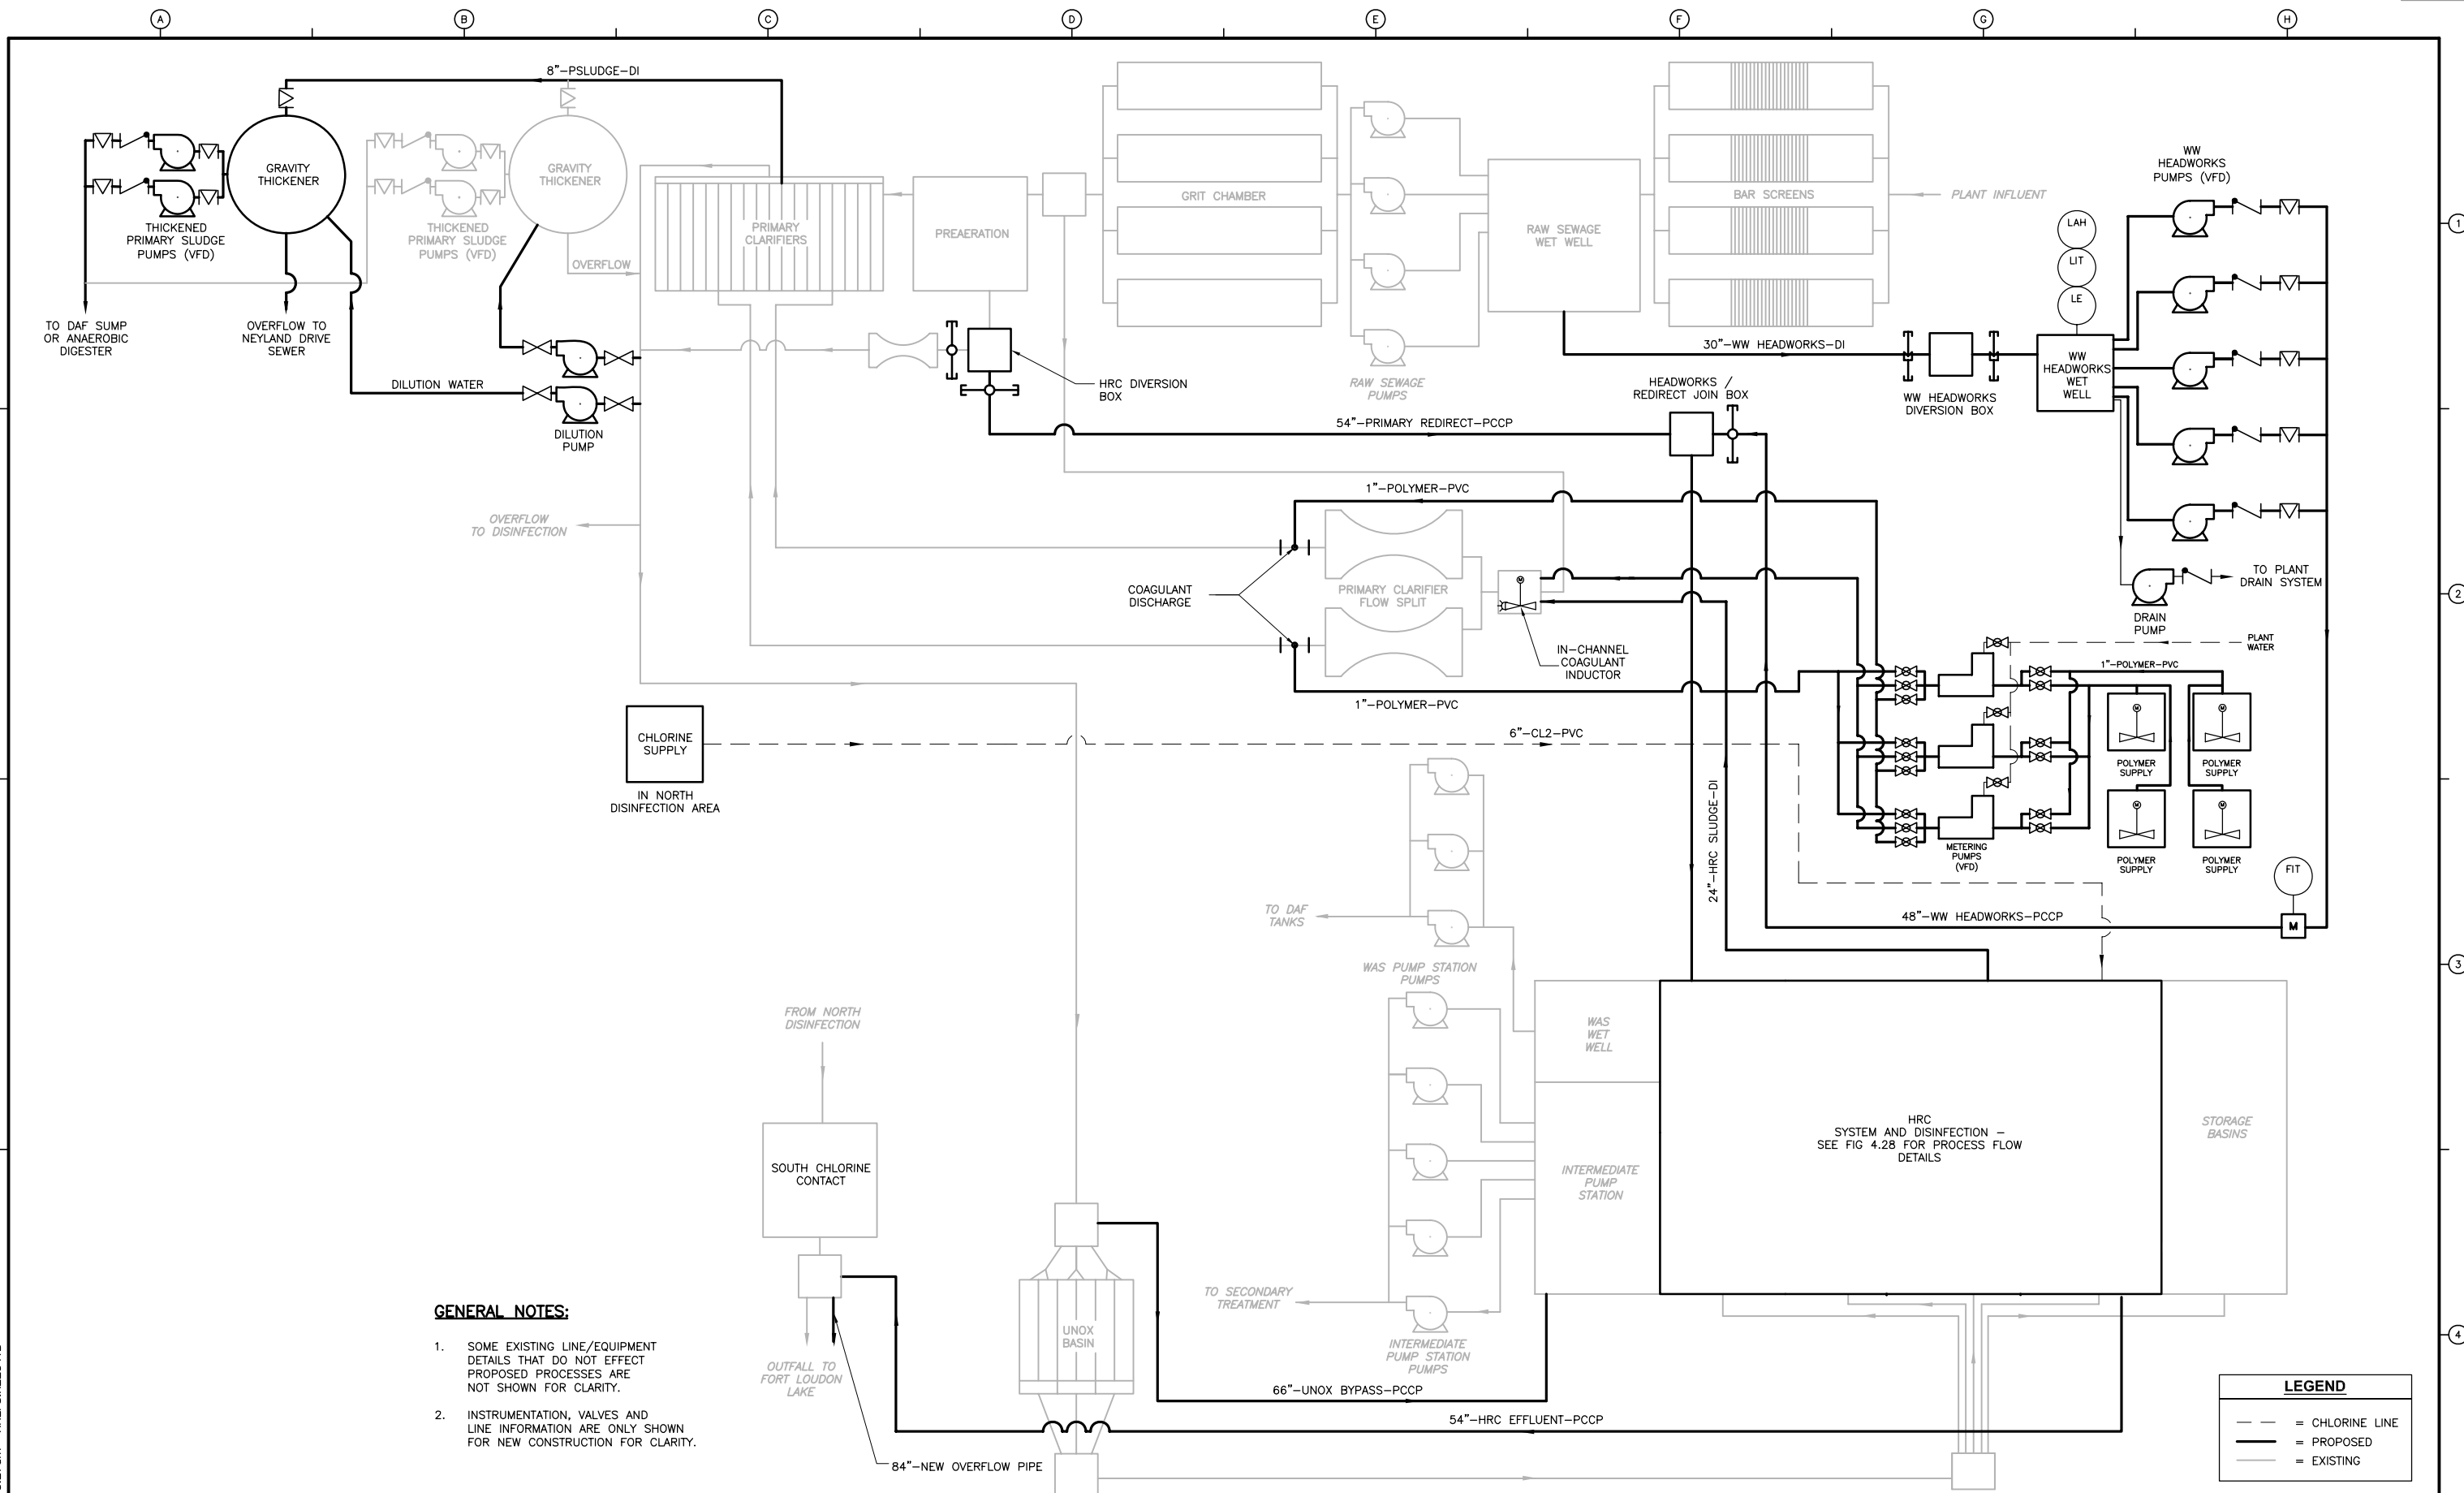 A
B
C
D
E
F
G
H
8"-PSLUDGE-DI
GRAVITY
THICKENER
GRAVITY
THICKENER
THICKENED
PRIMARY SLUDGE
PUMPS (VFD)
THICKENED
PRIMARY SLUDGE
PUMPS (VFD)
OVERFLOW
PRIMARY
CLARIFIERS
PREAERATION
GRIT CHAMBER
RAW SEWAGE
WET WELL
BAR SCREENS
PLANT INFLUENT
WW
HEADWORKS
PUMPS (VFD)
LAH
LIT
LE
1
TO DAF SUMP
OR ANAEROBIC
DIGESTER
OVERFLOW TO
NEYLAND DRIVE
SEWER
DILUTION WATER
DILUTION
PUMP
HRC DIVERSION
BOX
RAW SEWAGE
PUMPS
30"-WW HEADWORKS-DI
HEADWORKS /
REDIRECT JOIN BOX
WW HEADWORKS
DIVERSION BOX
WW
HEADWORKS
WET
WELL
54"-PRIMARY REDIRECT-PCCP
1"-POLYMER-PVC
OVERFLOW
TO DISINFECTION
COAGULANT
DISCHARGE
PRIMARY CLARIFIER
FLOW SPLIT
M
IN-CHANNEL
COAGULANT
INDUCTOR
TO PLANT
DRAIN SYSTEM
DRAIN
PUMP
2
PLANT
WATER
1"-POLYMER-PVC
1"-POLYMER-PVC
CHLORINE
SUPPLY
IN NORTH
DISINFECTION AREA
6"-CL2-PVC
M
M
POLYMER
SUPPLY
POLYMER
SUPPLY
M
M
POLYMER
SUPPLY
POLYMER
SUPPLY
METERING
PUMPS
(VFD)
24"-HRC SLUDGE-DI
FIT
M
48"-WW HEADWORKS-PCCP
TO DAF
TANKS
WAS PUMP STATION
PUMPS
3
FROM NORTH
DISINFECTION
WAS
WET
WELL
SOUTH CHLORINE
CONTACT
INTERMEDIATE
PUMP
STATION
HRC
SYSTEM AND DISINFECTION -
SEE FIG 4.28 FOR PROCESS FLOW
DETAILS
STORAGE
BASINS
TO SECONDARY
TREATMENT
INTERMEDIATE
PUMP STATION
PUMPS
UNOX
BASIN
OUTFALL TO
FORT LOUDON
LAKE
4
66"-UNOX BYPASS-PCCP
54"-HRC EFFLUENT-PCCP
84"-NEW OVERFLOW PIPE
GENERAL NOTES:
1. SOME EXISTING LINE/EQUIPMENT
DETAILS THAT DO NOT EFFECT
PROPOSED PROCESSES ARE
NOT SHOWN FOR CLARITY.
2. INSTRUMENTATION, VALVES AND
LINE INFORMATION ARE ONLY SHOWN
FOR NEW CONSTRUCTION FOR CLARITY.
LEGEND
= CHLORINE LINE
= PROPOSED
= EXISTING